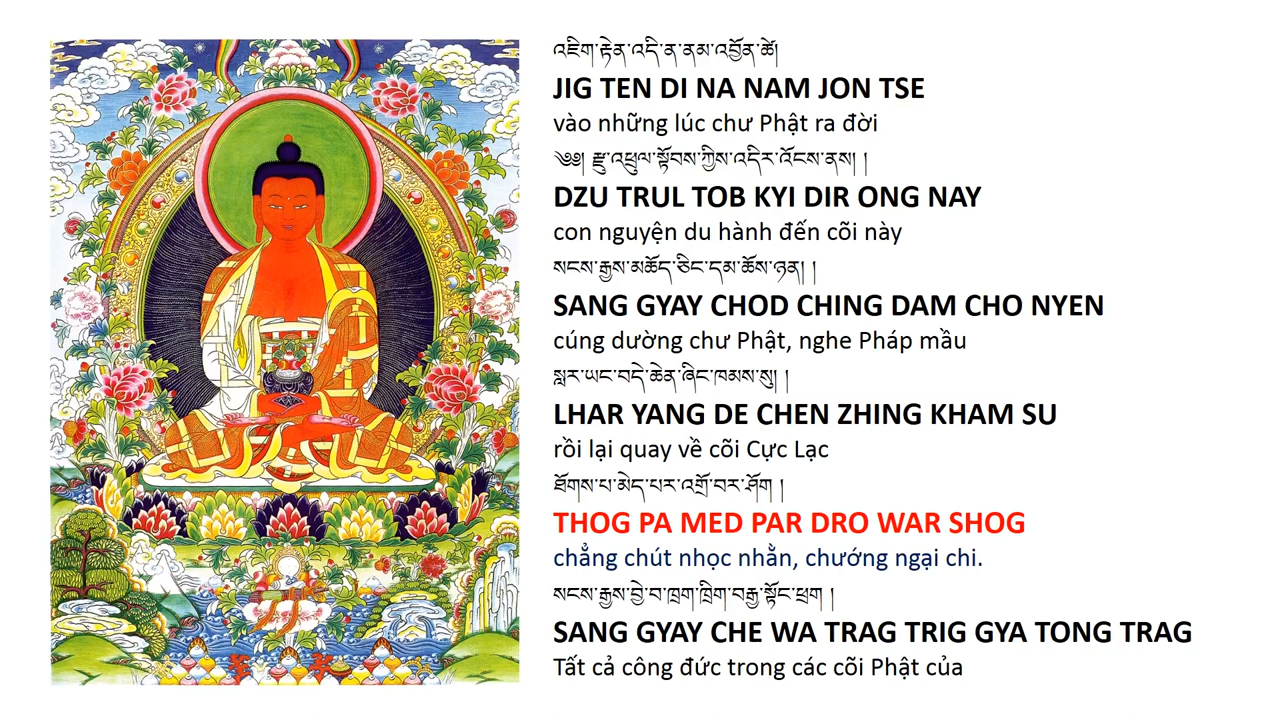 འཇིག་རྟེན་འདི་ན་ནམ་འབྱོན་ཚེ།
JIG TEN DI NA NAM JON TSE
vào những lúc chư Phật ra đời
༄༅། རྫུ་འཕྲུལ་སྟོབས་ཀྱིས་འདིར་འོངས་ནས། །
DZU TRUL TOB KYI DIR ONG NAY
con nguyện du hành đến cõi này
སངས་རྒྱས་མཆོད་ཅིང་དམ་ཆོས་ཉན། །
SANG GYAY CHOD CHING DAM CHO NYEN
cúng dường chư Phật, nghe Pháp mầu
སླར་ཡང་བདེ་ཆེན་ཞིང་ཁམས་སུ། །
LHAR YANG DE CHEN ZHING KHAM SU
rồi lại quay về cõi Cực Lạc
ཐོགས་པ་མེད་པར་འགྲོ་བར་ཤོག །
THOG PA MED PAR DRO WAR SHOG
chẳng chút nhọc nhằn, chướng ngại chi.
སངས་རྒྱས་བྱེ་བ་ཁྲག་ཁྲིག་བརྒྱ་སྟོང་ཕྲག །
SANG GYAY CHE WA TRAG TRIG GYA TONG TRAG
Tất cả công đức trong các cõi Phật của